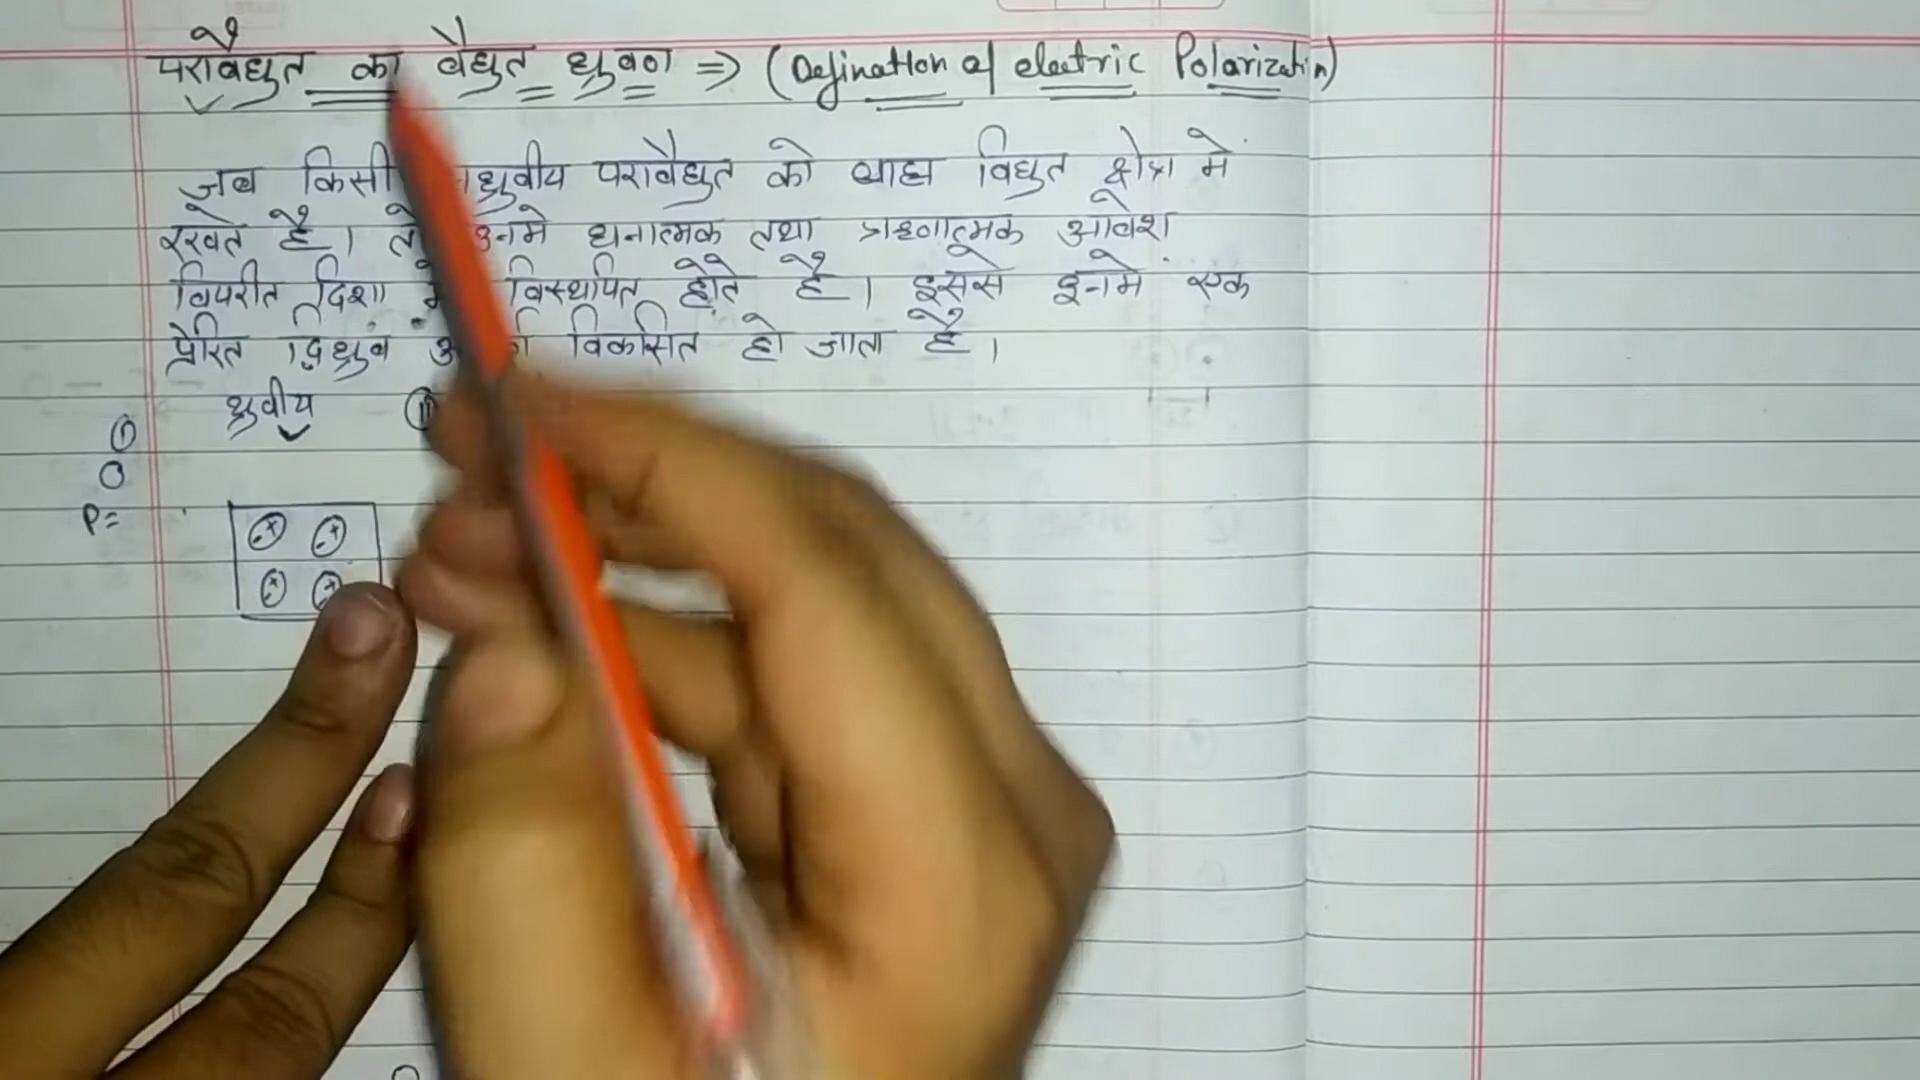 परावैद्युत का वैद्युत ध्रुवण => (Defination of electric Polarization)
जब किसी परावैद्युत को बाह्य विद्युत क्षेत्र में
रखते है। तो उनमे धनात्मक तथा ऋणात्मक आवेश
विपरीत दिशा में विस्थापित होते है। इससे इनमे एक
प्रेरित द्विध्रुव विकसित हो जाता है।
ध्रुवीय
P=